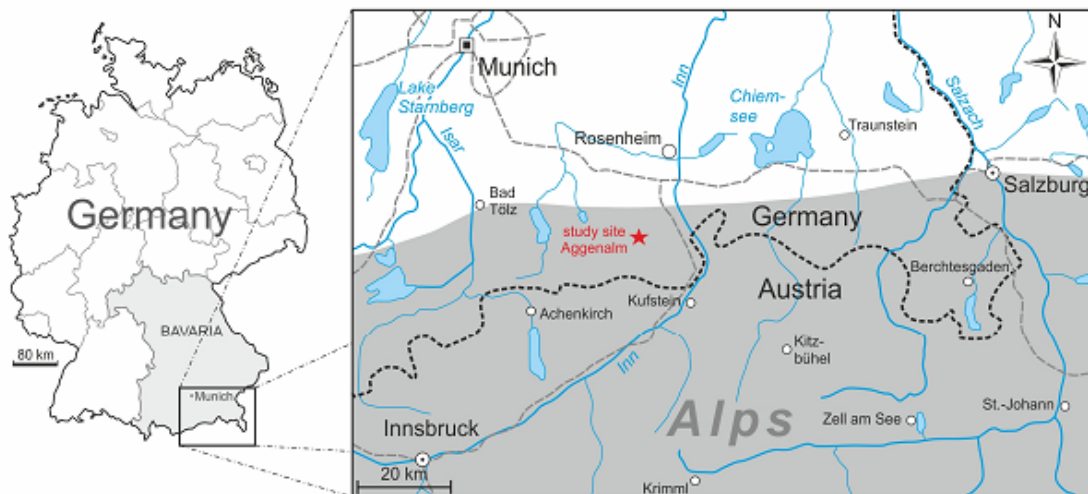 Germany
BAVARIA
Munich
80 km
N
Munich
Lake
Starnberg
Isar
Inn
Chiem-
see
Salzach
Rosenheim
Traunstein
Salzburg
Bad
Tölz
study site
Aggenalm
Germany
Berchtesgaden
Austria
Kufstein
Achenkirch
Kitz-
bühel
Inn
Alps
Zell am See
St.-Johann
Innsbruck
20 km
Krimml